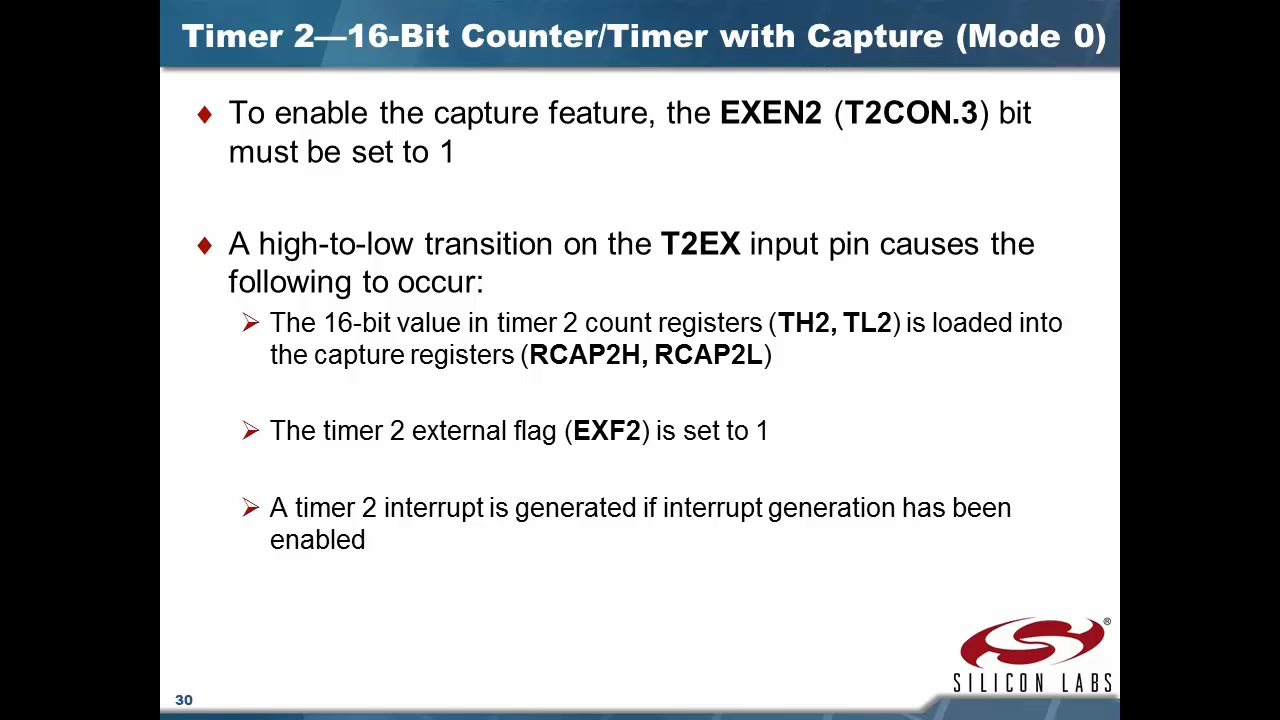 Timer 2—16-Bit Counter/Timer with Capture (Mode 0)
To enable the capture feature, the EXEN2 (T2CON.3) bit
must be set to 1
A high-to-low transition on the T2EX input pin causes the
following to occur:
The 16-bit value in timer 2 count registers (TH2, TL2) is loaded into
the capture registers (RCAP2H, RCAP2L)
The timer 2 external flag (EXF2) is set to 1
A timer 2 interrupt is generated if interrupt generation has been
enabled
®
SILICON LABS
30